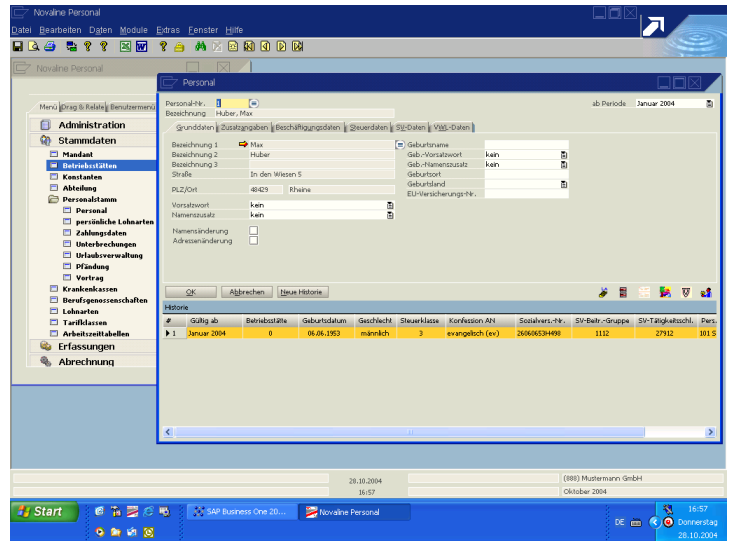 Novaline Personal
Datei Bearbeiten Daten Module Extras Fenster Hilfe
Novaline Personal
Personal
Menü Drag & Relate Benutzermenü
Administration
Stammdaten
Mandant
Betriebsstätten
Konstanten
Abteilung
Personalstamm
Personal
persönliche Lohnarten
Zahlungsdaten
Unterbrechungen
Urlaubsverwaltung
Pfändung
Vortrag
Krankenkassen
Berufsgenossenschaften
Lohnarten
Tarifklassen
Arbeitszeittabellen
Erfassungen
Abrechnung
Personal-Nr. 1 ab Periode Januar 2004
Bezeichnung Huber, Max
Grunddaten Zusatzangaben Beschäftigungsdaten Steuerdaten SV-Daten VWL-Daten
Bezeichnung 1 Max Geburtsname
Bezeichnung 2 Huber Geb.-Vorsatzwort kein
Bezeichnung 3 Geb.-Namenszusatz kein
Straße In den Wiesen 5 Geburtsort
Geburtsland
PLZ/Ort 48429 Rheine EU-Versicherungs-Nr.
Vorsatzwort kein
Namenszusatz kein
Namensänderung
Adressenänderung
OK Abbrechen Neue Historie
Historie
# Gültig ab Betriebsstätte Geburtsdatum Geschlecht Steuerklasse Konfession AN Sozialvers.-Nr. SV-Beitr.-Gruppe SV-Tätigkeitsschl. Pers.
1 Januar 2004 0 06.06.1953 männlich 3 evangelisch (ev) 26060653H498 1112 27912 101 S
28.10.2004 (888) Mustermann GmbH
16:57 Oktober 2004
Start SAP Business One 20... Novaline Personal DE 16:57
Donnerstag
28.10.2004